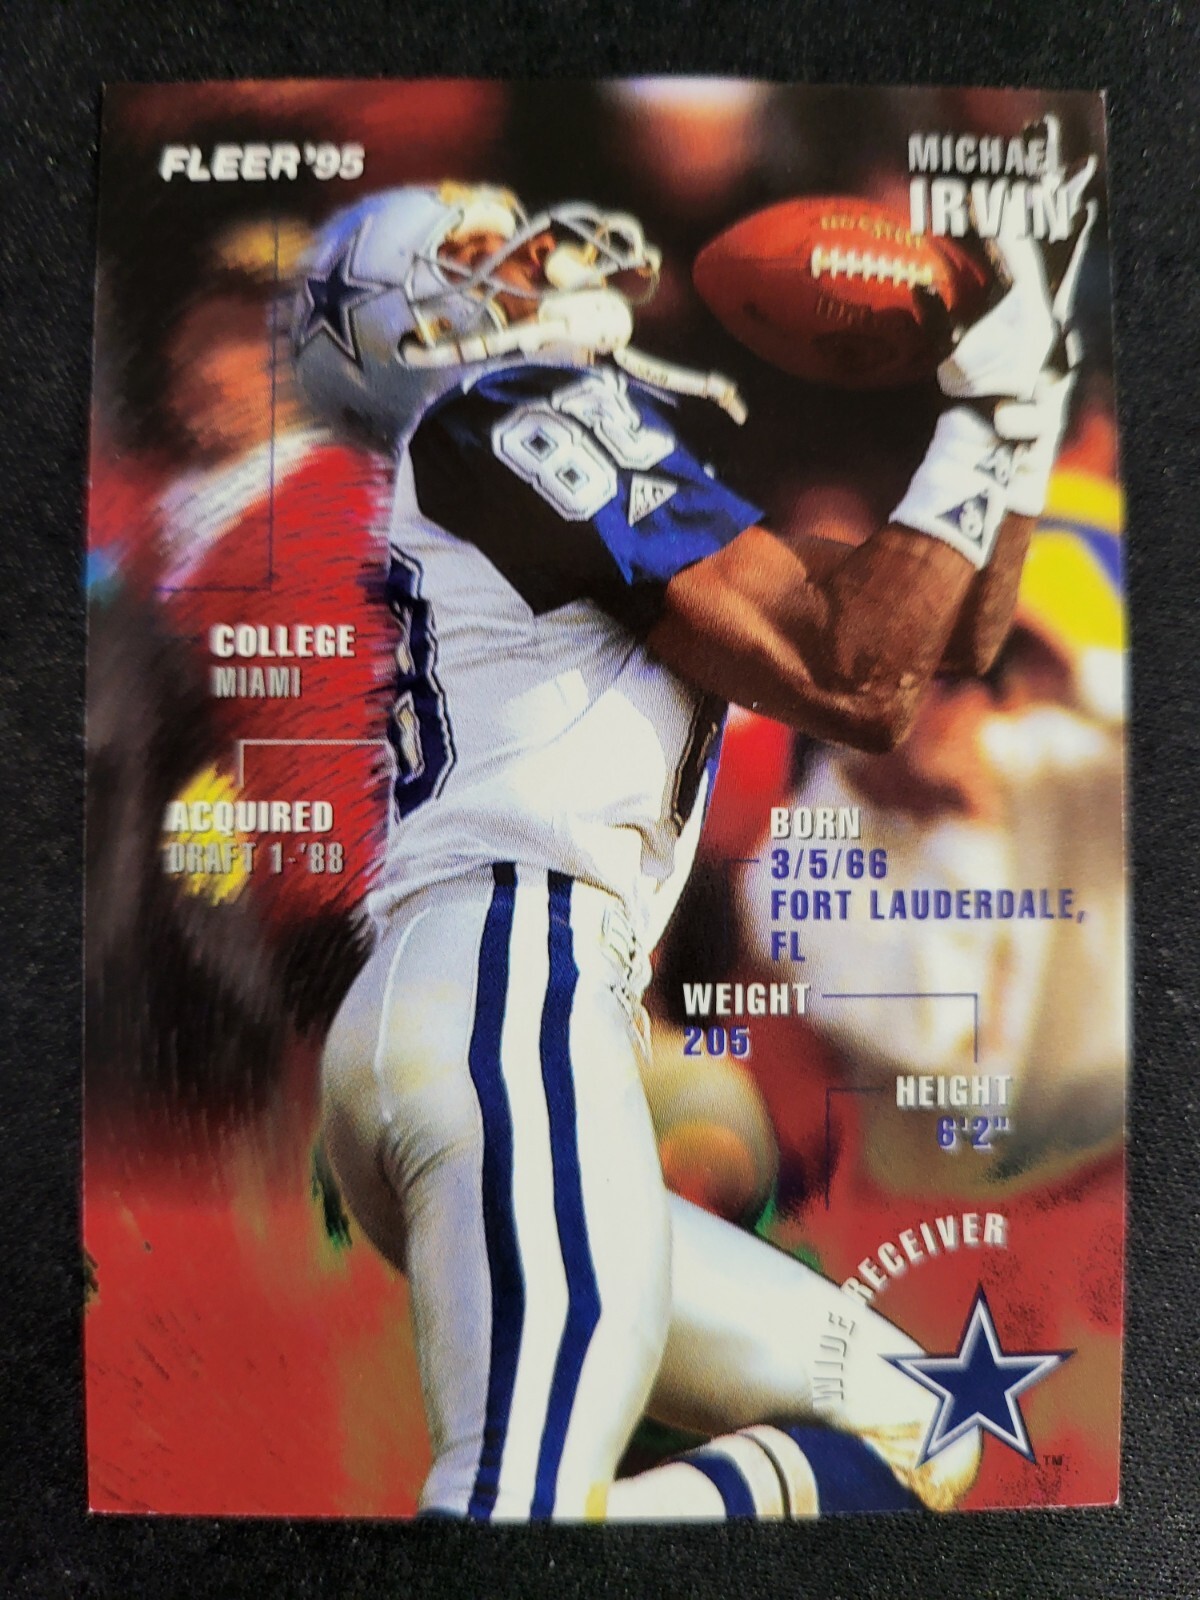 FLEER '95
MICHAEL
IRVIN
COLLEGE
MIAMI
ACQUIRED
DRAFT 1-'88
BORN
3/5/66
FORT LAUDERDALE,
FL
WEIGHT
205
HEIGHT
6'2"
WIDE RECEIVER
TM